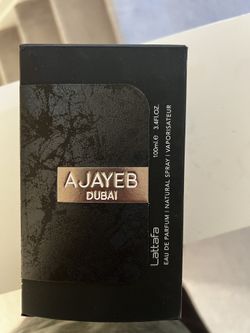 AJAYEB
DUBAI
100ml.e 3.4FL.OZ.
Lattafa
EAU DE PARFUM | NATURAL SPRAY | VAPORISATEUR